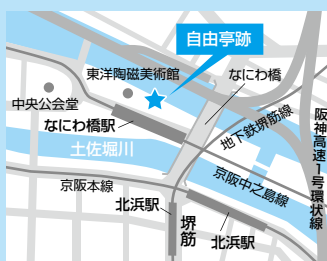 自由亭跡
東洋陶磁美術館
なにわ橋
中央公会堂
なにわ橋駅
地下鉄堺筋線
阪神高速1号環状線
土佐堀川
京阪本線
京阪中之島線
北浜駅
堺筋
北浜駅